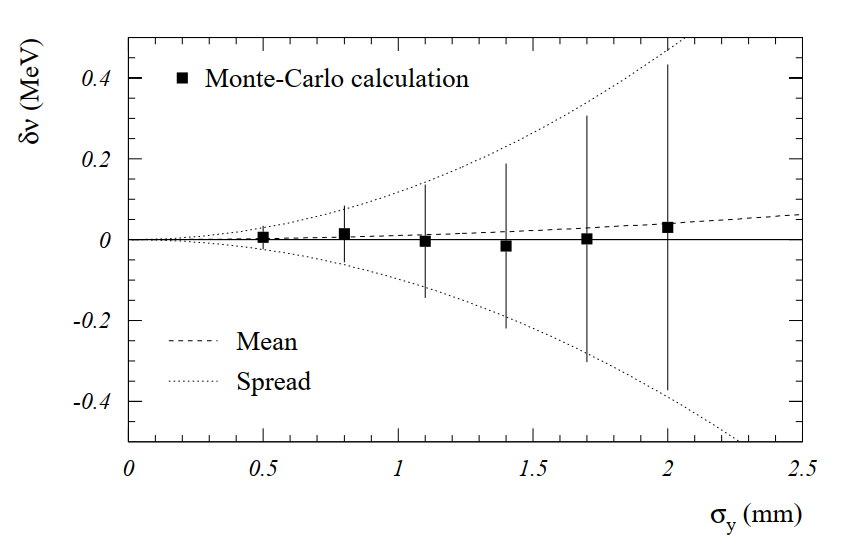 δν (MeV)
0.4
0.2
0
-0.2
-0.4
Monte-Carlo calculation
Mean
Spread
0 0.5 1 1.5 2 2.5
σy (mm)